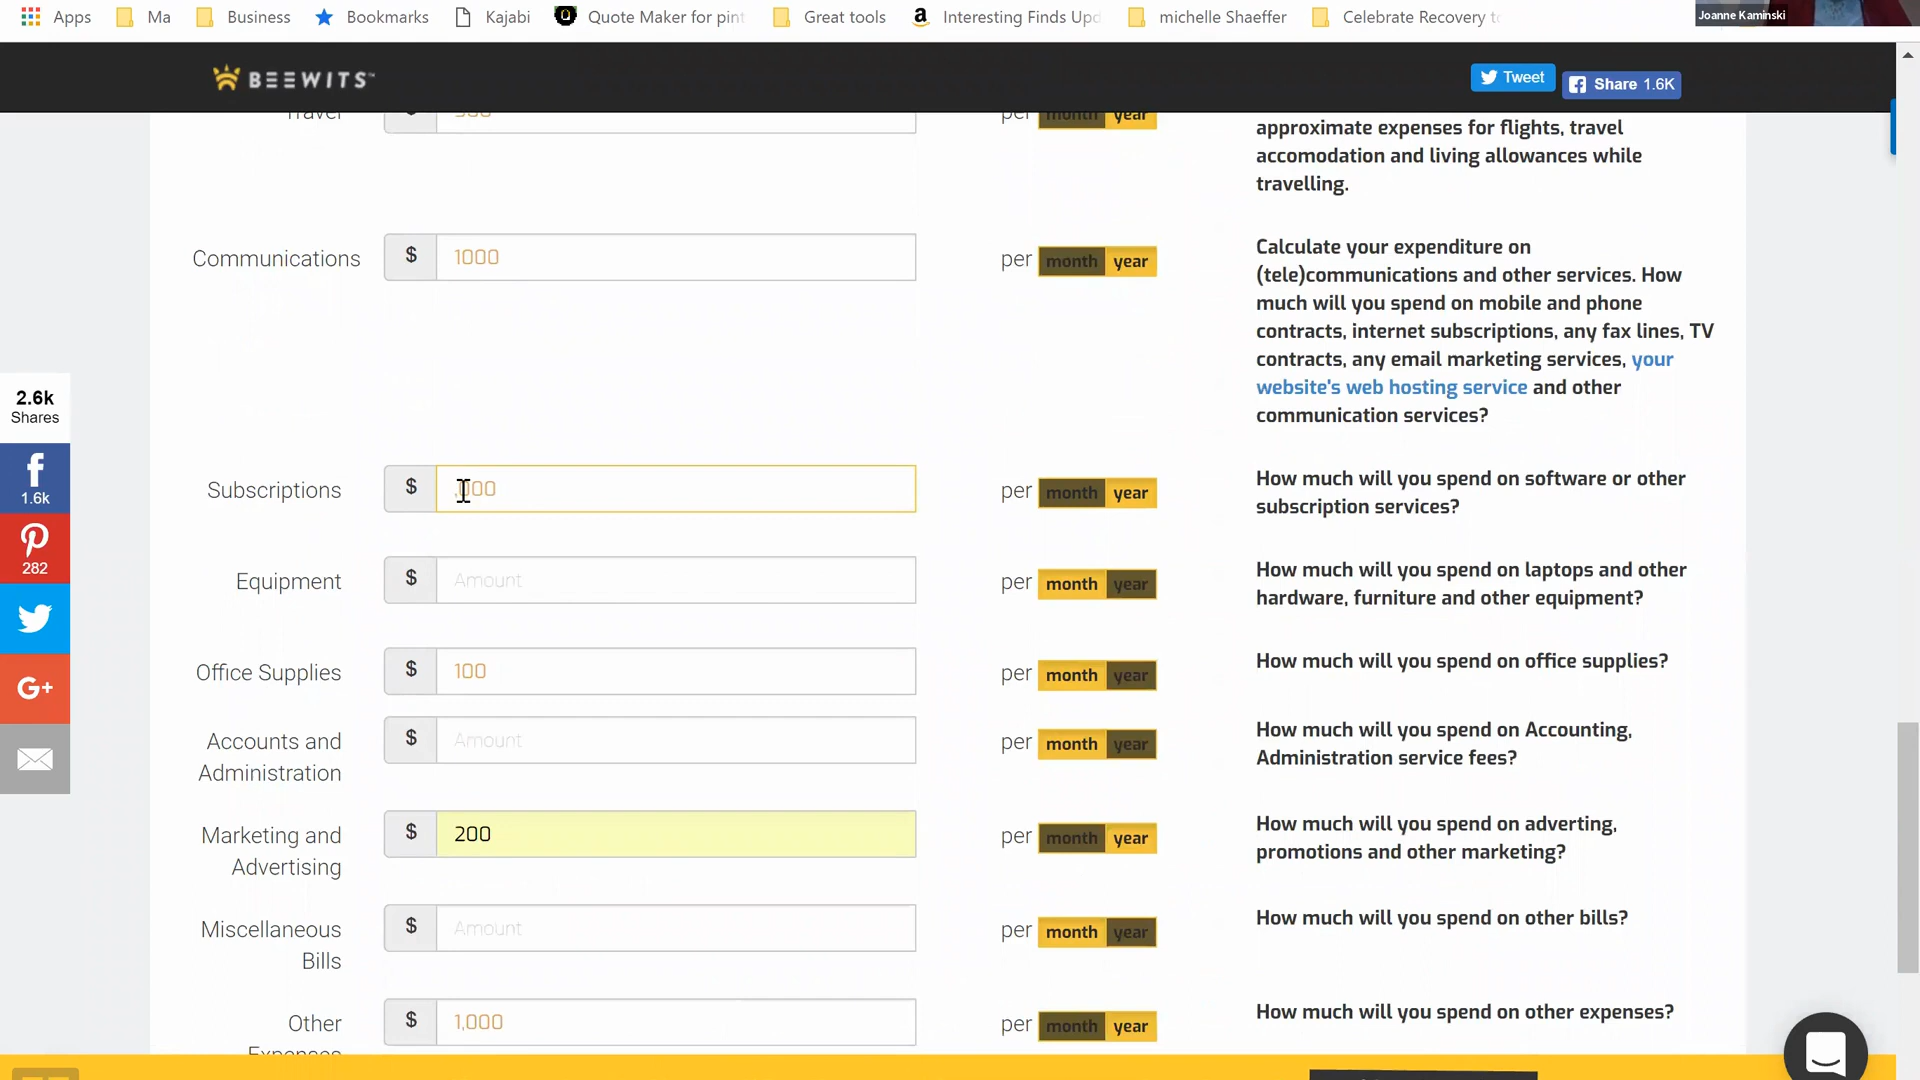 Apps Ma Business Bookmarks Kajabi Quote Maker for pint Great tools Interesting Finds Upd michelle Shaeffer Celebrate Recovery to
Joanne Kaminski
BEEWITS™
Tweet
Share 1.6K
Travel $ 500 per month year
approximate expenses for flights, travel
accomodation and living allowances while
travelling.
Communications $ 1000 per month year
Calculate your expenditure on
(tele)communications and other services. How
much will you spend on mobile and phone
contracts, internet subscriptions, any fax lines, TV
contracts, any email marketing services, your
website's web hosting service and other
communication services?
2.6k
Shares
1.6k
282
G+
Subscriptions $ ,000 per month year
How much will you spend on software or other
subscription services?
Equipment $ Amount per month year
How much will you spend on laptops and other
hardware, furniture and other equipment?
Office Supplies $ 100 per month year
How much will you spend on office supplies?
Accounts and
Administration
$ Amount per month year
How much will you spend on Accounting,
Administration service fees?
Marketing and
Advertising
$ 200 per month year
How much will you spend on adverting,
promotions and other marketing?
Miscellaneous
Bills
$ Amount per month year
How much will you spend on other bills?
Other
Expenses
$ 1,000 per month year
How much will you spend on other expenses?